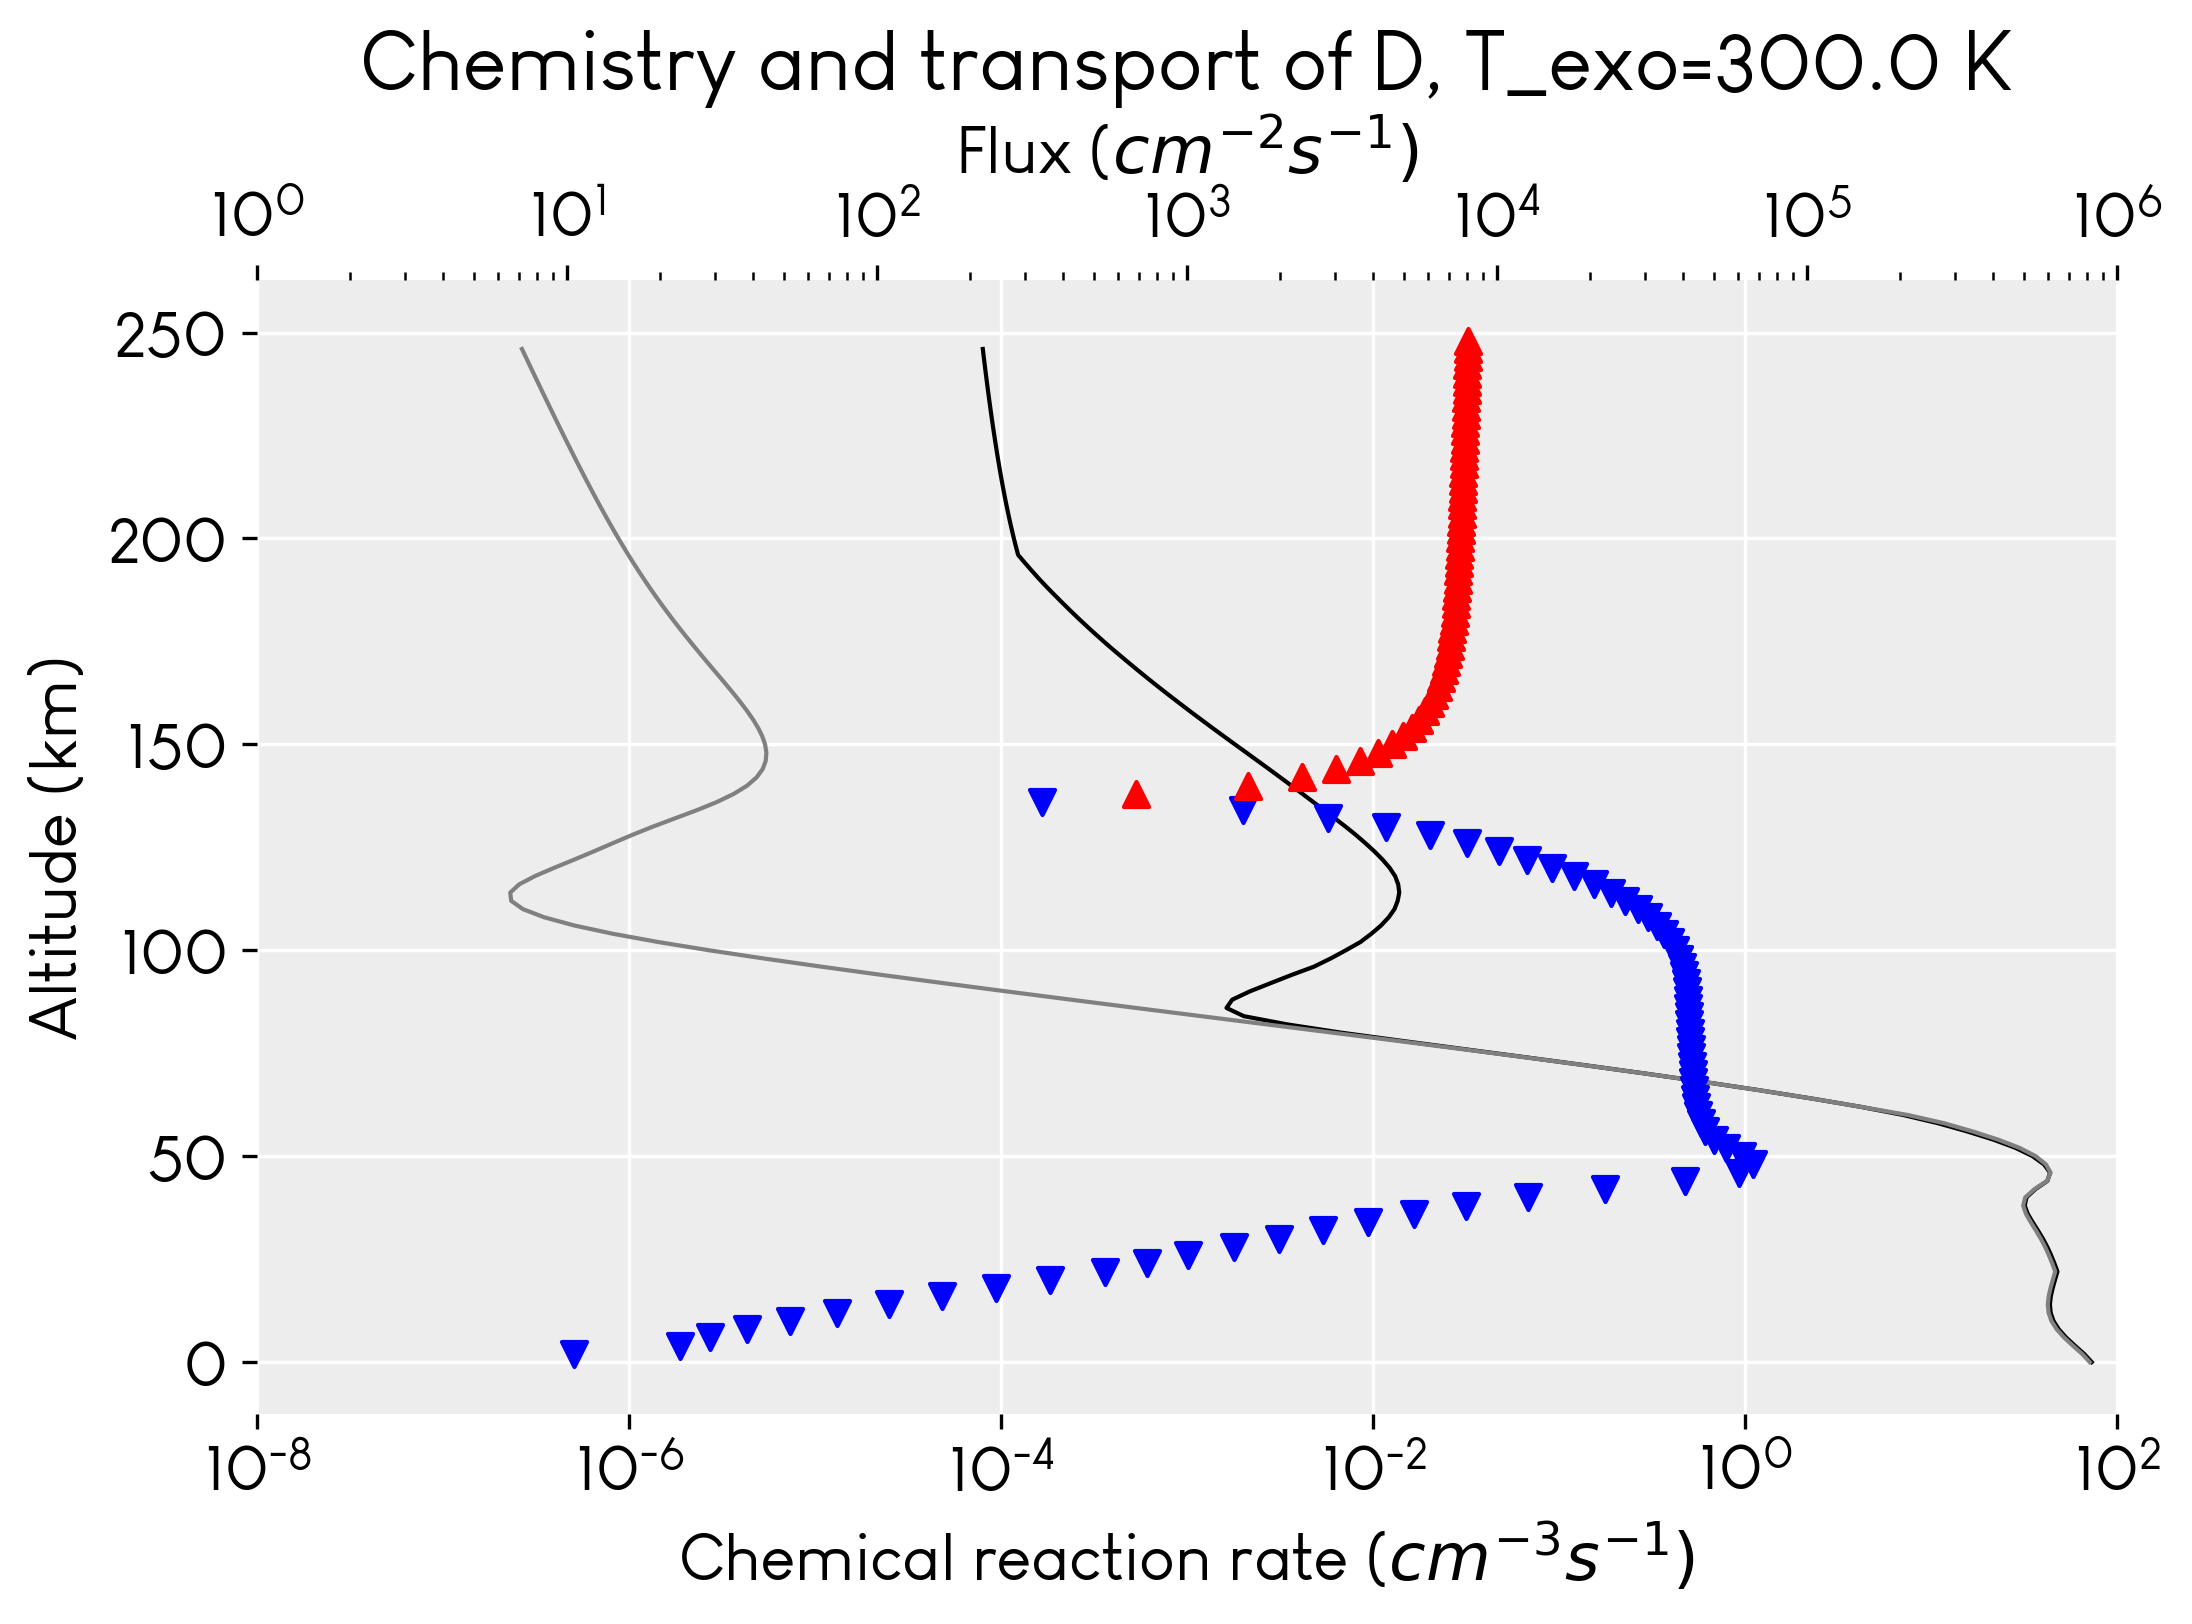 Chemistry and transport of D, T_exo=300.0 K
Flux (cm⁻²s⁻¹)
10⁰ 10¹ 10² 10³ 10⁴ 10⁵ 10⁶
250
200
150
100
50
0
Altitude (km)
10⁻⁸ 10⁻⁶ 10⁻⁴ 10⁻² 10⁰ 10²
Chemical reaction rate (cm⁻³s⁻¹)